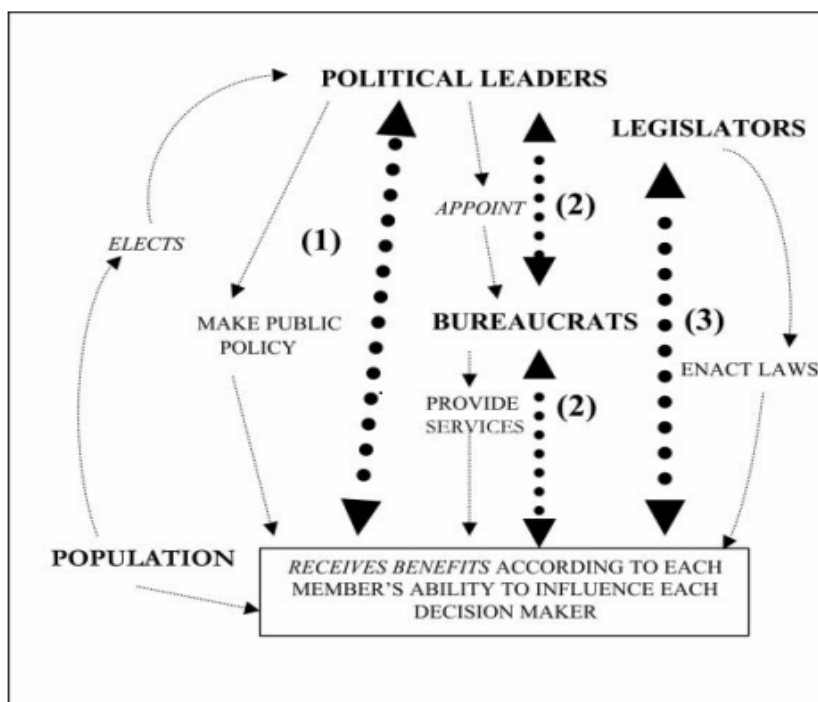 POLITICAL LEADERS
LEGISLATORS
APPOINT
(2)
ELECTS
(1)
MAKE PUBLIC
POLICY
BUREAUCRATS
(3)
ENACT LAWS
PROVIDE
SERVICES
(2)
POPULATION
RECEIVES BENEFITS ACCORDING TO EACH
MEMBER'S ABILITY TO INFLUENCE EACH
DECISION MAKER